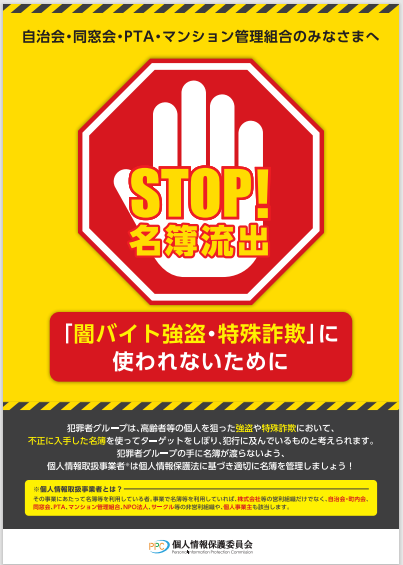 自治会・同窓会・PTA・マンション管理組合のみなさまへ
STOP!
名簿流出
「闇バイト強盗・特殊詐欺」に
使われないために
犯罪者グループは、高齢者等の個人を狙った強盗や特殊詐欺において、
不正に入手した名簿を使ってターゲットをしぼり、犯行に及んでいるものと考えられます。
犯罪者グループの手に名簿が渡らないよう、
個人情報取扱事業者※は個人情報保護法に基づき適切に名簿を管理しましょう！
※個人情報取扱事業者とは？
その事業にあたって名簿等を利用している者。事業で名簿等を利用していれば、株式会社等の営利組織だけでなく、自治会・町内会、
同窓会、PTA、マンション管理組合、NPO法人、サークル等の非営利組織や、個人事業主も該当します。
PPC 個人情報保護委員会
Personal Information Protection Commission